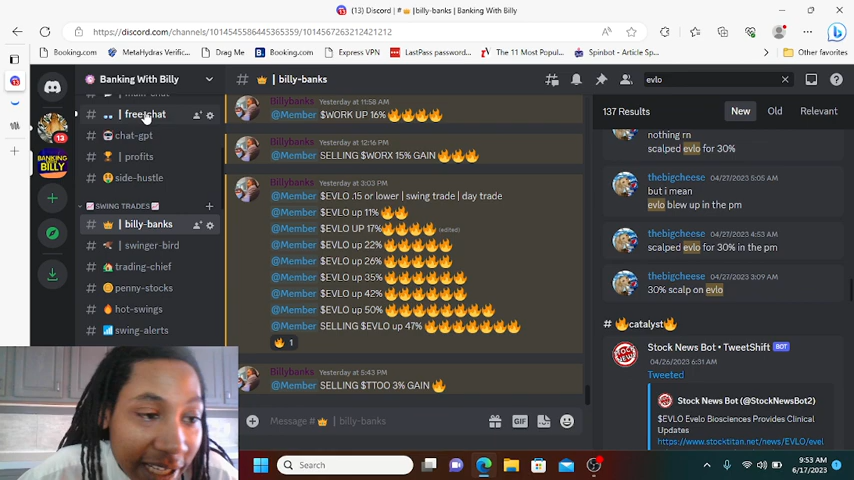 Discord | # 👑 | billy-banks | Banking With Billy
https://discord.com/channels/1014545586445365359/1014567263212421212
Booking.com
MetaHydras Verific...
Drag Me
Booking.com
Express VPN
LastPass password...
The 11 Most Popul...
Spinbot - Article Sp...
Other favorites
Banking With Billy
# 👑 | billy-banks
evlo
# | free-chat
# chat-gpt
# 🏆 | profits
# 🤑 side-hustle
📈 SWING TRADES 📈
# 👑 | billy-banks
# | swinger-bird
# trading-chief
# penny-stocks
# 🔥 hot-swings
# 📶 swing-alerts
13
Billybanks Yesterday at 11:58 AM
@Member $WORK UP 16%🔥🔥🔥🔥
Billybanks Yesterday at 12:16 PM
@Member SELLING $WORX 15% GAIN 🔥🔥🔥
Billybanks Yesterday at 3:03 PM
@Member $EVLO .15 or lower | swing trade | day trade
@Member $EVLO up 11% 🔥🔥
@Member $EVLO UP 17%🔥🔥🔥🔥 (edited)
@Member $EVLO up 22% 🔥🔥🔥🔥🔥
@Member $EVLO up 26% 🔥🔥🔥🔥🔥
@Member $EVLO up 35% 🔥🔥🔥🔥🔥🔥
@Member $EVLO up 42% 🔥🔥🔥🔥🔥🔥
@Member $EVLO up 50% 🔥🔥🔥🔥🔥🔥🔥🔥
@Member SELLING $EVLO up 47% 🔥🔥🔥🔥🔥🔥🔥
🔥 1
Billybanks Yesterday at 5:43 PM
@Member SELLING $TTOO 3% GAIN 🔥
Message # 👑 | billy-banks
GIF
137 Results
New
Old
Relevant
nothing rn
scalped evlo for 30%
thebigcheese 04/27/2023 5:05 AM
but i mean
evlo blew up in the pm
thebigcheese 04/27/2023 4:53 AM
scalped evlo for 30% in the pm
thebigcheese 04/27/2023 3:09 AM
30% scalp on evlo
# 🔥catalyst🔥
Stock News Bot • TweetShift BOT
04/26/2023 6:31 AM
Tweeted
Stock News Bot (@StockNewsBot2)
$EVLO Evelo Biosciences Provides Clinical
Updates
https://www.stocktitan.net/news/EVLO/evel
Search
9:53 AM
6/17/2023